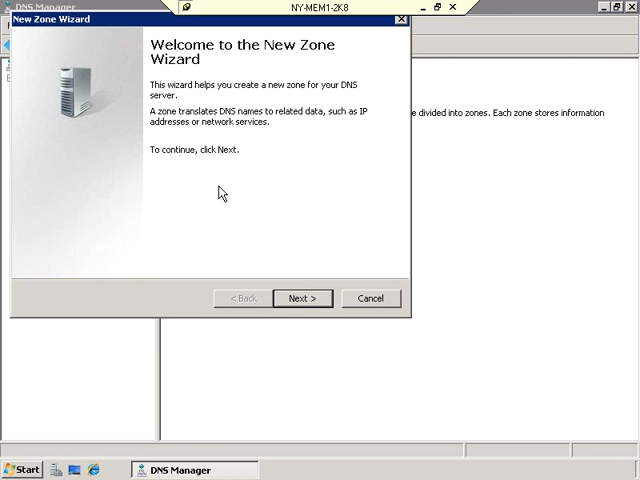 DNS Manager
NY-MEM1-2K8
New Zone Wizard
Welcome to the New Zone
Wizard
This wizard helps you create a new zone for your DNS
server.
A zone translates DNS names to related data, such as IP
addresses or network services.
e divided into zones. Each zone stores information
To continue, click Next.
< Back
Next >
Cancel
Start
DNS Manager